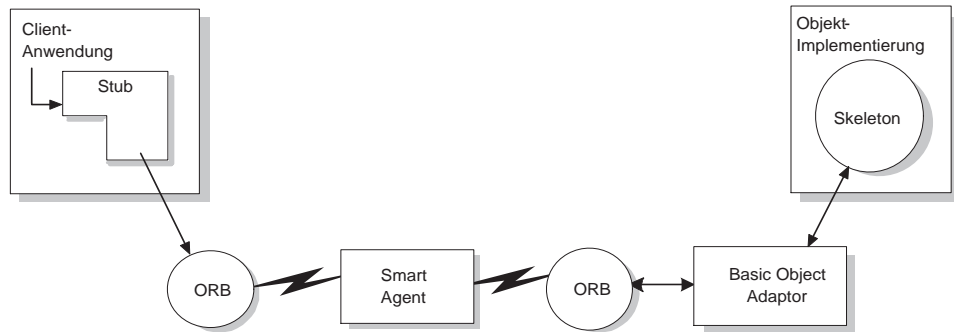 Client-
Anwendung
Stub
Objekt-
Implementierung
Skeleton
ORB
Smart
Agent
ORB
Basic Object
Adaptor